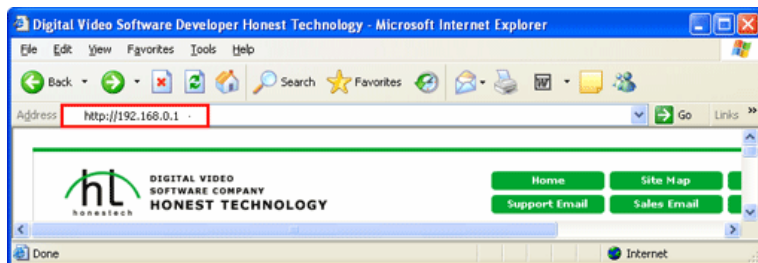 Digital Video Software Developer Honest Technology - Microsoft Internet Explorer
File Edit View Favorites Tools Help
Back Search Favorites W
Address http://192.168.0.1 Go Links »
hl honestech
DIGITAL VIDEO
SOFTWARE COMPANY
HONEST TECHNOLOGY
Home Site Map
Support Email Sales Email
Done Internet